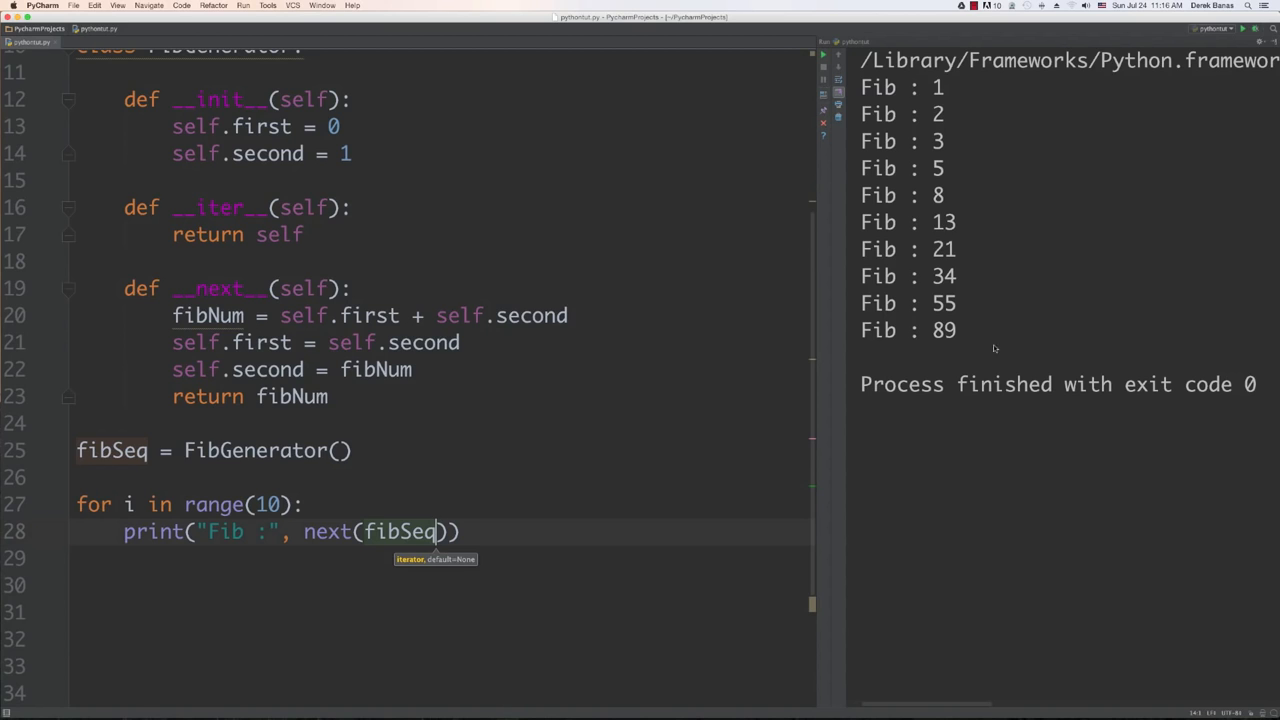 PyCharm File Edit View Navigate Code Refactor Run Tools VCS Window Help 10 Sun Jul 24 11:16 AM Derek Banas
pythontut.py - PycharmProjects - [~/PycharmProjects]
PycharmProjects pythontut.py pythontut
pythontut.py
Run: pythontut
11
12 def __init__(self):
13 self.first = 0
14 self.second = 1
15
16 def __iter__(self):
17 return self
18
19 def __next__(self):
20 fibNum = self.first + self.second
21 self.first = self.second
22 self.second = fibNum
23 return fibNum
24
25 fibSeq = FibGenerator()
26
27 for i in range(10):
28 print("Fib :", next(fibSeq))
iterator, default=None
29
30
31
32
33
34
/Library/Frameworks/Python.framewor
Fib : 1
Fib : 2
Fib : 3
Fib : 5
Fib : 8
Fib : 13
Fib : 21
Fib : 34
Fib : 55
Fib : 89
Process finished with exit code 0
14:1 LF UTF-8